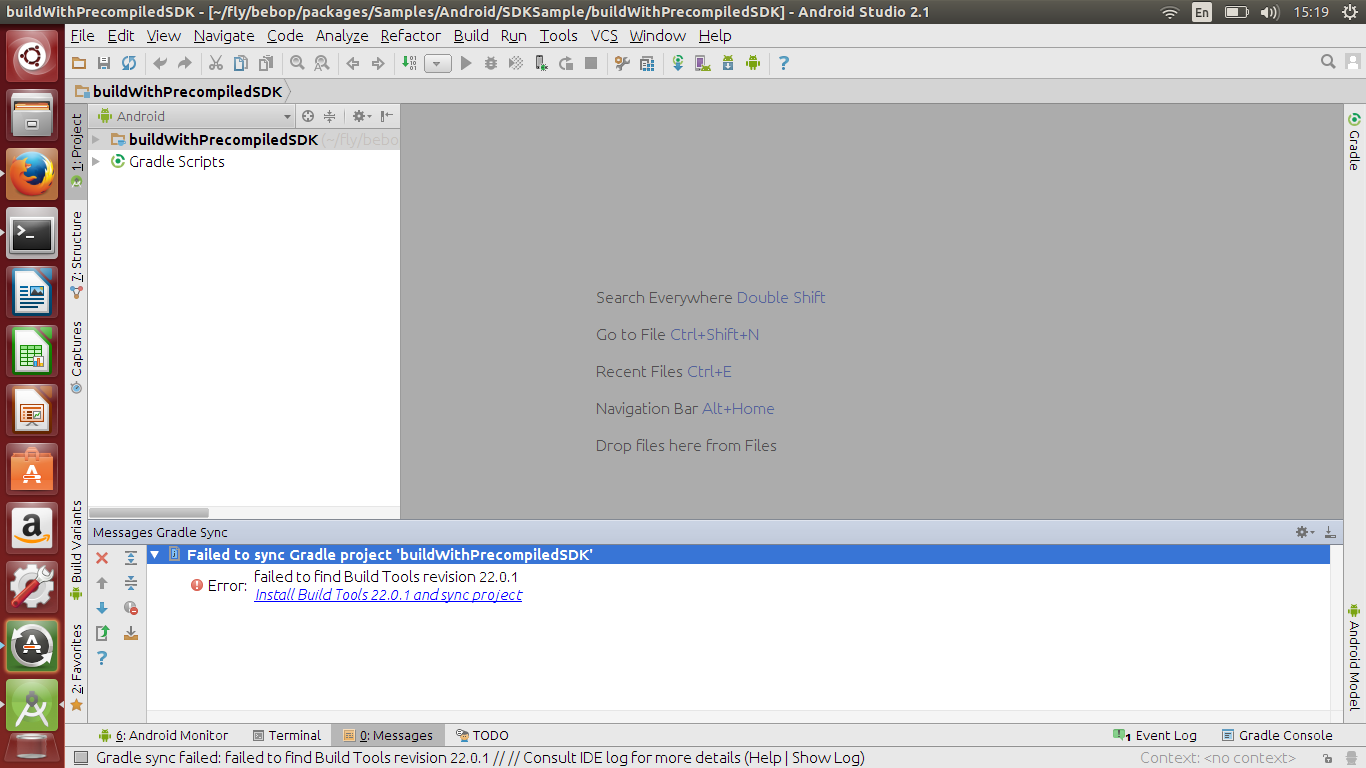 buildWithPrecompiledSDK - [~/fly/bebop/packages/Samples/Android/SDKSample/buildWithPrecompiledSDK] - Android Studio 2.1
En
15:19
File Edit View Navigate Code Analyze Refactor Build Run Tools VCS Window Help
buildWithPrecompiledSDK
1: Project
7: Structure
Captures
Build Variants
2: Favorites
Android
buildWithPrecompiledSDK (~/fly/bebo
Gradle Scripts
Search Everywhere Double Shift
Go to File Ctrl+Shift+N
Recent Files Ctrl+E
Navigation Bar Alt+Home
Drop files here from Files
Gradle
Android Model
Messages Gradle Sync
Failed to sync Gradle project 'buildWithPrecompiledSDK'
Error: failed to find Build Tools revision 22.0.1
Install Build Tools 22.0.1 and sync project
6: Android Monitor Terminal 0: Messages TODO 1 Event Log Gradle Console
Gradle sync failed: failed to find Build Tools revision 22.0.1 // // Consult IDE log for more details (Help | Show Log)
Context: <no context>